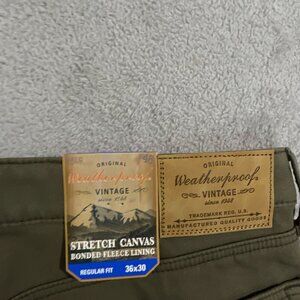 ORIGINAL
Weatherproof
VINTAGE
since 1948
STRETCH CANVAS
BONDED FLEECE LINING
REGULAR FIT 36x30
ORIGINAL
Weatherproof
VINTAGE
since 1948
TRADEMARK REG. U.S.
MANUFACTURED QUALITY GOODS